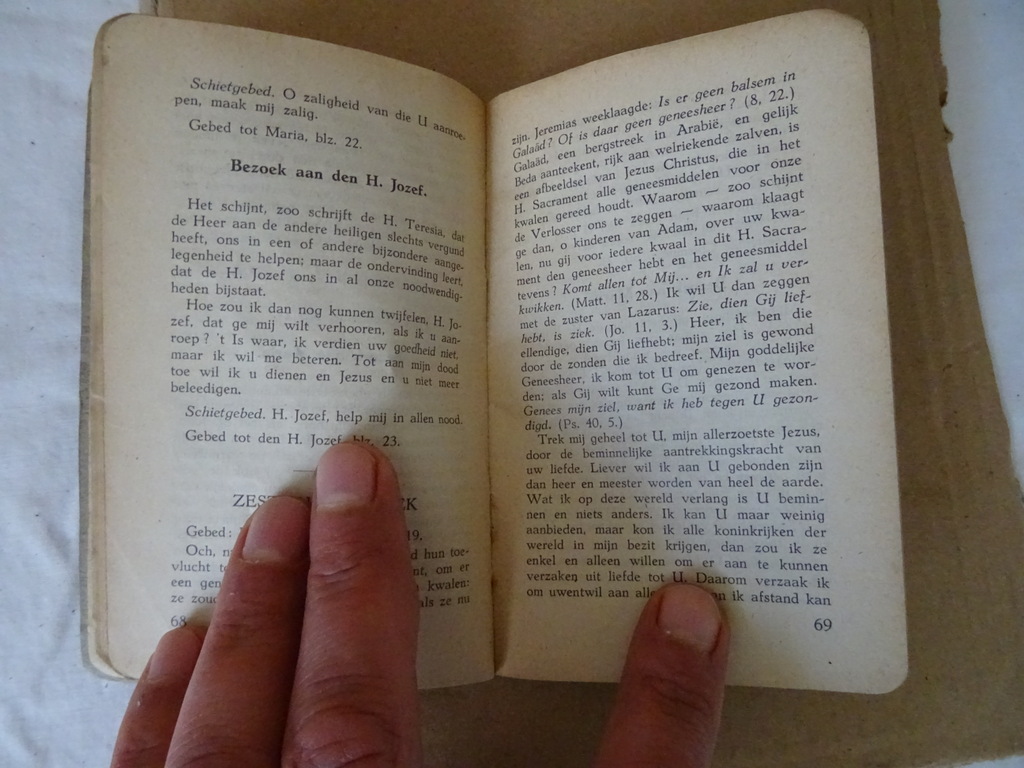 Schietgebed. O zaligheid van die U aanroe-
pen, maak mij zalig.
Gebed tot Maria, blz. 22.
Bezoek aan den H. Jozef.
Het schijnt, zoo schrijft de H. Teresia, dat
de Heer aan de andere heiligen slechts vergund
heeft, ons in een of andere bijzondere aange-
legenheid te helpen; maar de ondervinding leert,
dat de H. Jozef ons in al onze noodwendig-
heden bijstaat.
Hoe zou ik dan nog kunnen twijfelen, H. Jo-
zef, dat ge mij wilt verhooren, als ik u aan-
roep? 't Is waar, ik verdien uw goedheid niet,
maar ik wil me beteren. Tot aan mijn dood
toe wil ik u dienen en Jezus en u niet meer
beleedigen.
Schietgebed. H. Jozef, help mij in allen nood.
Gebed tot den H. Jozef, blz. 23.
Gebed: 19.
Och, hun toe-
vlucht om er
een kwalen:
ze als ze nu
68
zijn. Jeremias weeklaagde: Is er geen balsem in
Galaäd? Of is daar geen geneesheer? (8, 22.)
Galaäd, een bergstreek in Arabië, en gelijk
Beda aanteekent, rijk aan welriekende zalven, is
een afbeeldsel van Jezus Christus, die in het
H. Sacrament alle geneesmiddelen voor onze
kwalen gereed houdt. Waarom — zoo schijnt
de Verlosser ons te zeggen — waarom klaagt
ge dan, o kinderen van Adam, over uw kwa-
len, nu gij voor iedere kwaal in dit H. Sacra-
ment den geneesheer hebt en het geneesmiddel
tevens? Komt allen tot Mij... en Ik zal u ver-
kwikken. (Matt. 11, 28.) Ik wil U dan zeggen
met de zuster van Lazarus: Zie, dien Gij lief-
hebt, is ziek. (Jo. 11, 3.) Heer, ik ben die
ellendige, dien Gij liefhebt; mijn ziel is gewond
door de zonden die ik bedreef. Mijn goddelijke
Geneesheer, ik kom tot U om genezen te wor-
den; als Gij wilt kunt Ge mij gezond maken.
Genees mijn ziel, want ik heb tegen U gezon-
digd. (Ps. 40, 5.)
Trek mij geheel tot U, mijn allerzoetste Jezus,
door de beminnelijke aantrekkingskracht van
uw liefde. Liever wil ik aan U gebonden zijn
dan heer en meester worden van heel de aarde.
Wat ik op deze wereld verlang is U bemin-
nen en niets anders. Ik kan U maar weinig
aanbieden, maar kon ik alle koninkrijken der
wereld in mijn bezit krijgen, dan zou ik ze
enkel en alleen willen om er aan te kunnen
verzaken uit liefde tot U. Daarom verzaak ik
om uwentwil aan ik afstand kan
69